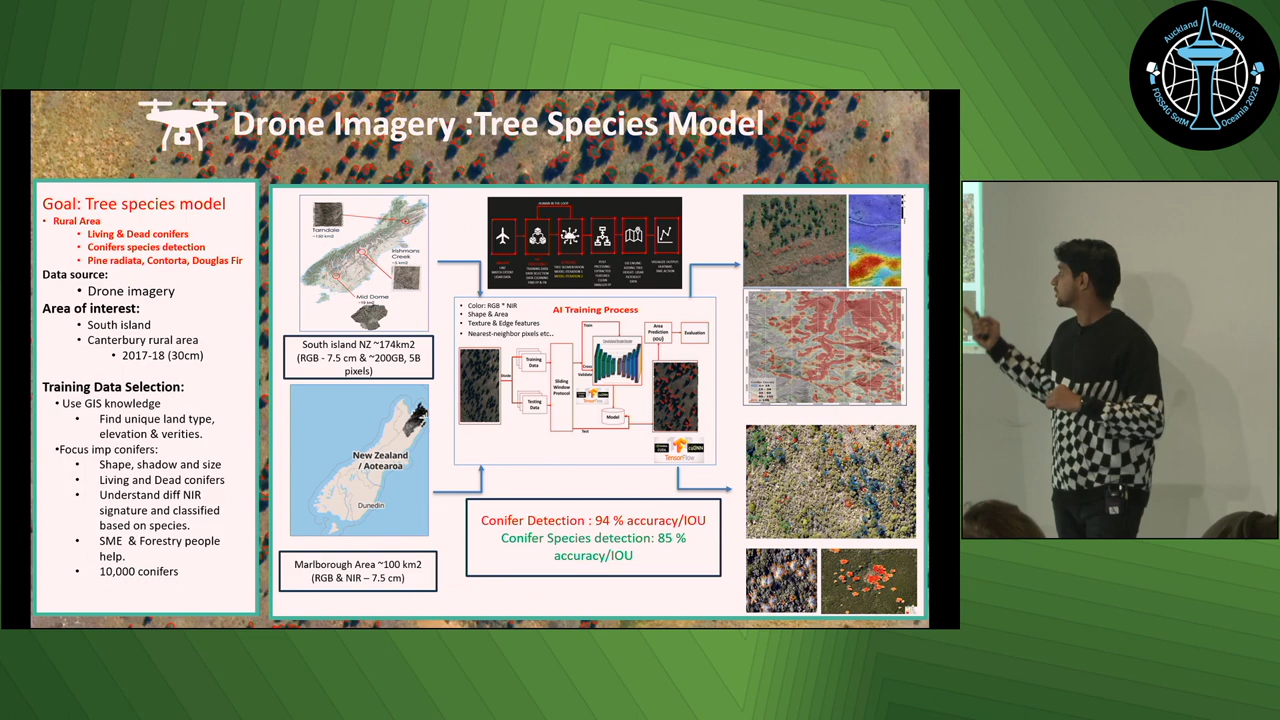 Drone Imagery :Tree Species Model
Goal: Tree species model
• Rural Area
• Living & Dead conifers
• Conifers species detection
• Pine radiata, Contorta, Douglas Fir
Data source:
• Drone imagery
Area of interest:
• South island
• Canterbury rural area
• 2017-18 (30cm)
Training Data Selection:
• Use GIS knowledge
• Find unique land type,
elevation & verities.
•Focus imp conifers:
• Shape, shadow and size
• Living and Dead conifers
• Understand diff NIR
signature and classified
based on species.
• SME & Forestry people
help.
• 10,000 conifers
Tarndale
Irishmans
Creek
Mid Dome
South island NZ ~174km2
(RGB - 7.5 cm & ~200GB, 5B
pixels)
New Zealand
/ Aotearoa
Dunedin
Marlborough Area ~100 km2
(RGB & NIR – 7.5 cm)
HUMAN IN THE LOOP
• Color: RGB * NIR
• Shape & Area
• Texture & Edge features
• Nearest-neighbor pixels etc..
AI Training Process
Train
Area
Prediction
(IOU)
Evaluation
Divide
Training
Data
Testing
Data
Sliding
Window
Protocol
Cross
Validate
TensorFlow
Model
Test
cuDNN
TensorFlow
Conifer Detection : 94 % accuracy/IOU
Conifer Species detection: 85 %
accuracy/IOU
Auckland Aotearoa
FOSS4G SotM Oceania 2023